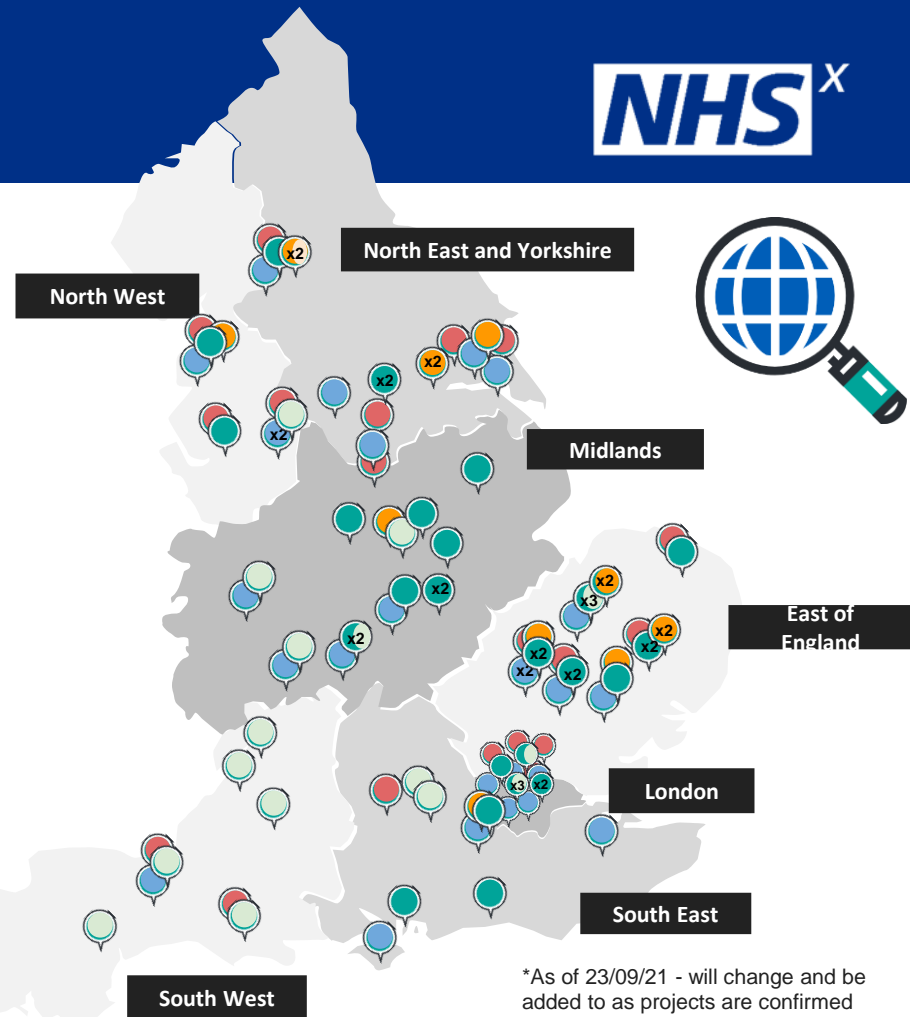 NHS X
North East and Yorkshire
x2
North West
x2
x2
x2
Midlands
x2
x2
x3
x2
East of
England
x2
x2
x2
x2
x2
x3
x2
London
South East
*As of 23/09/21 - will change and be
added to as projects are confirmed
South West